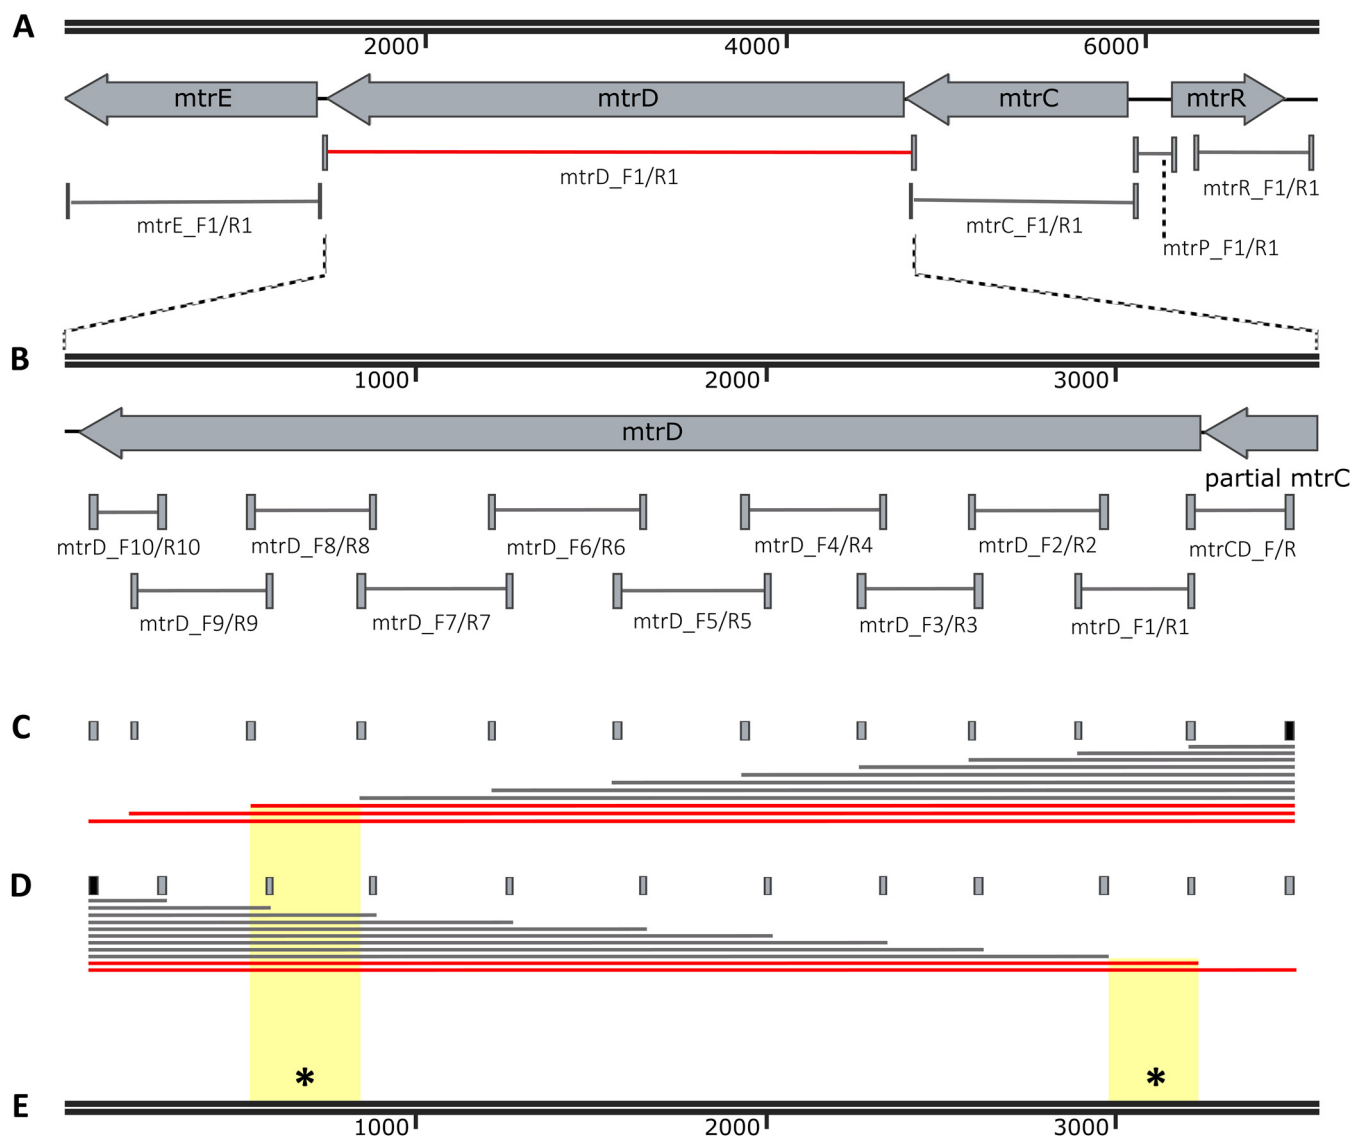 A
2000 4000 6000
mtrE mtrD mtrC mtrR
mtrD_F1/R1 mtrR_F1/R1
mtrE_F1/R1 mtrC_F1/R1
mtrP_F1/R1
B
1000 2000 3000
mtrD
partial mtrC
mtrD_F10/R10 mtrD_F8/R8 mtrD_F6/R6 mtrD_F4/R4 mtrD_F2/R2 mtrCD_F/R
mtrD_F9/R9 mtrD_F7/R7 mtrD_F5/R5 mtrD_F3/R3 mtrD_F1/R1
C
D
* *
E
1000 2000 3000